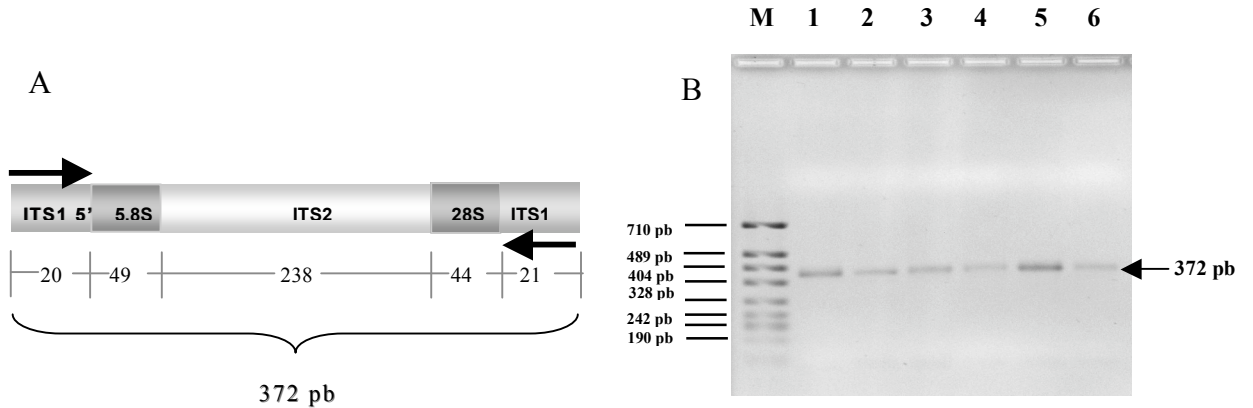 A
ITS1 5’ 5.8S ITS2 28S ITS1
20 49 238 44 21
372 pb
B
M 1 2 3 4 5 6
710 pb
489 pb
404 pb
328 pb
242 pb
190 pb
372 pb